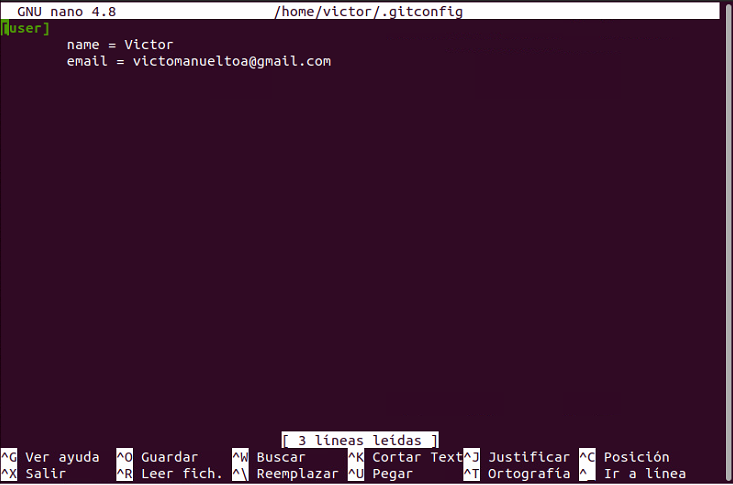 GNU nano 4.8 /home/victor/.gitconfig
[user]
name = Victor
email = victomanueltoa@gmail.com
[ 3 líneas leídas ]
^G Ver ayuda ^O Guardar ^W Buscar ^K Cortar Text ^J Justificar ^C Posición
^X Salir ^R Leer fich. ^\ Reemplazar ^U Pegar ^T Ortografía ^_ Ir a línea